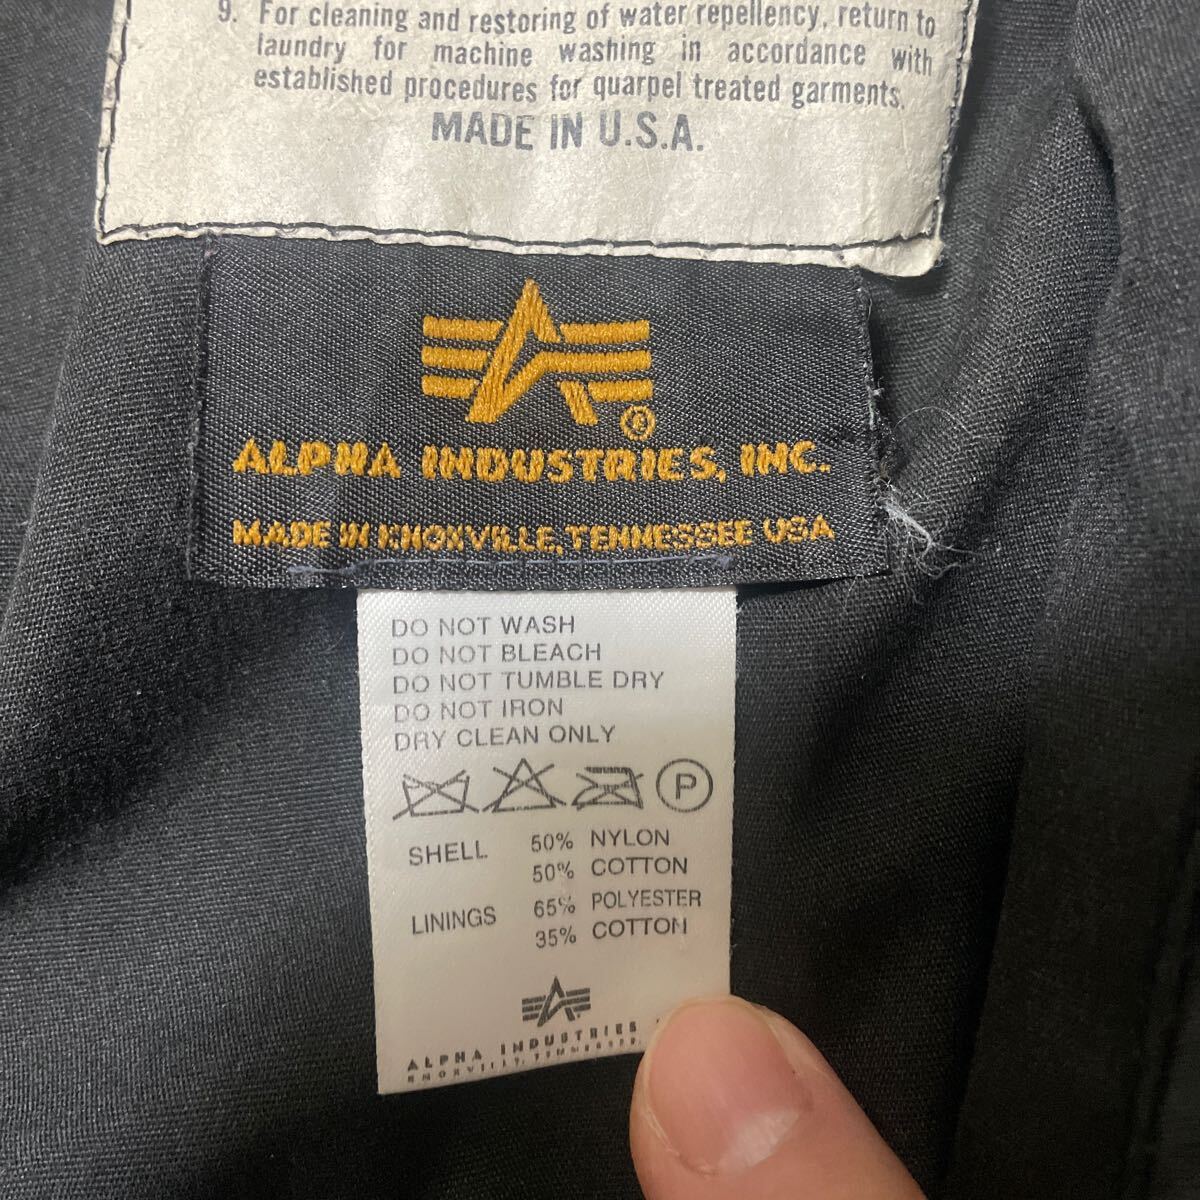 9. For cleaning and restoring of water repellency, return to
laundry for machine washing in accordance with
established procedures for quarpel treated garments.
MADE IN U.S.A.
®
ALPHA INDUSTRIES, INC.
MADE IN KNOXVILLE, TENNESSEE USA
DO NOT WASH
DO NOT BLEACH
DO NOT TUMBLE DRY
DO NOT IRON
DRY CLEAN ONLY
P
SHELL 50% NYLON
50% COTTON
LININGS 65% POLYESTER
35% COTTON
ALPHA INDUSTRIES
KNOXVILLE, TENNESSEE,